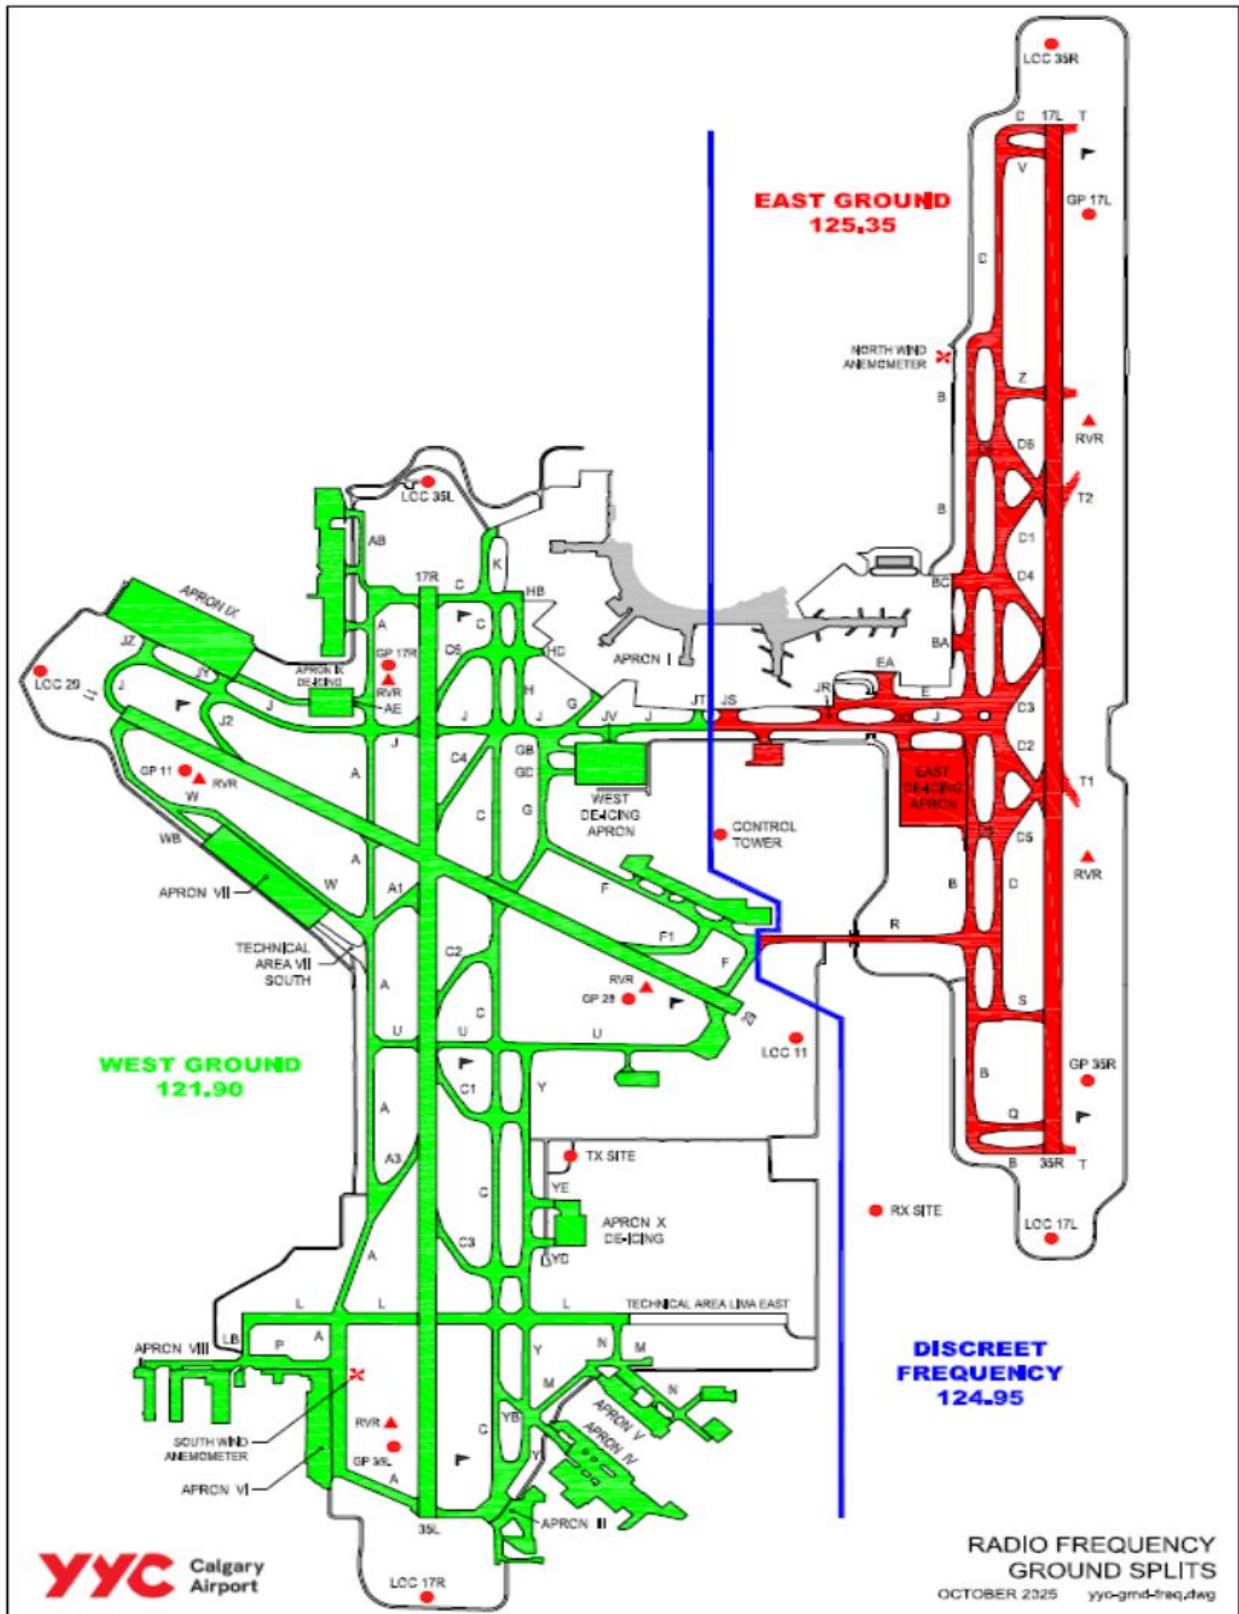 LOC 35R
D 17L T
V
EAST GROUND
125.35
GP 17L
D
NORTH WIND
ANEMOMETER
Z
B
D6
RVR
LOC 35L
T2
B
AB
D1
K
17R
C
D4
BC
HB
APRON IX
A
C
C6
GP 17R
HD
BA
JZ
APRON I
EA
LOC 29
JY
APRON IX
DE-ICING
RVR
J
11
H
AE
JR
E
J
G
JT
JS
D3
J2
J
J
JV
J
J
J
C4
GB
D2
GP 11
RVR
A
GD
EAST
DE-ICING
APRON
T1
W
WEST
DE-ICING
APRON
C
G
CONTROL
TOWER
WB
D5
A
RVR
APRON VII
W
A1
F
B
D
R
TECHNICAL
AREA VII
SOUTH
C2
F1
F
A
RVR
GP 29
S
C
29
U
U
U
LOC 11
WEST GROUND
121.90
GP 35R
C1
Y
B
A
Q
A3
TX SITE
B
35R
T
YE
C
RX SITE
APRON X
DE-ICING
LOC 17L
C3
A
YD
L
L
L
TECHNICAL AREA LIMA EAST
LB
A
N
M
APRON VIII
P
Y
DISCREET
FREQUENCY
124.95
M
N
RVR
C
YB
APRON V
SOUTH WIND
ANEMOMETER
GP 35L
APRON IV
Y
APRON VI
A
35L
APRON III
RADIO FREQUENCY
GROUND SPLITS
OCTOBER 2025 yyc-grnd-freq.dwg
YYC Calgary
Airport
LOC 17R